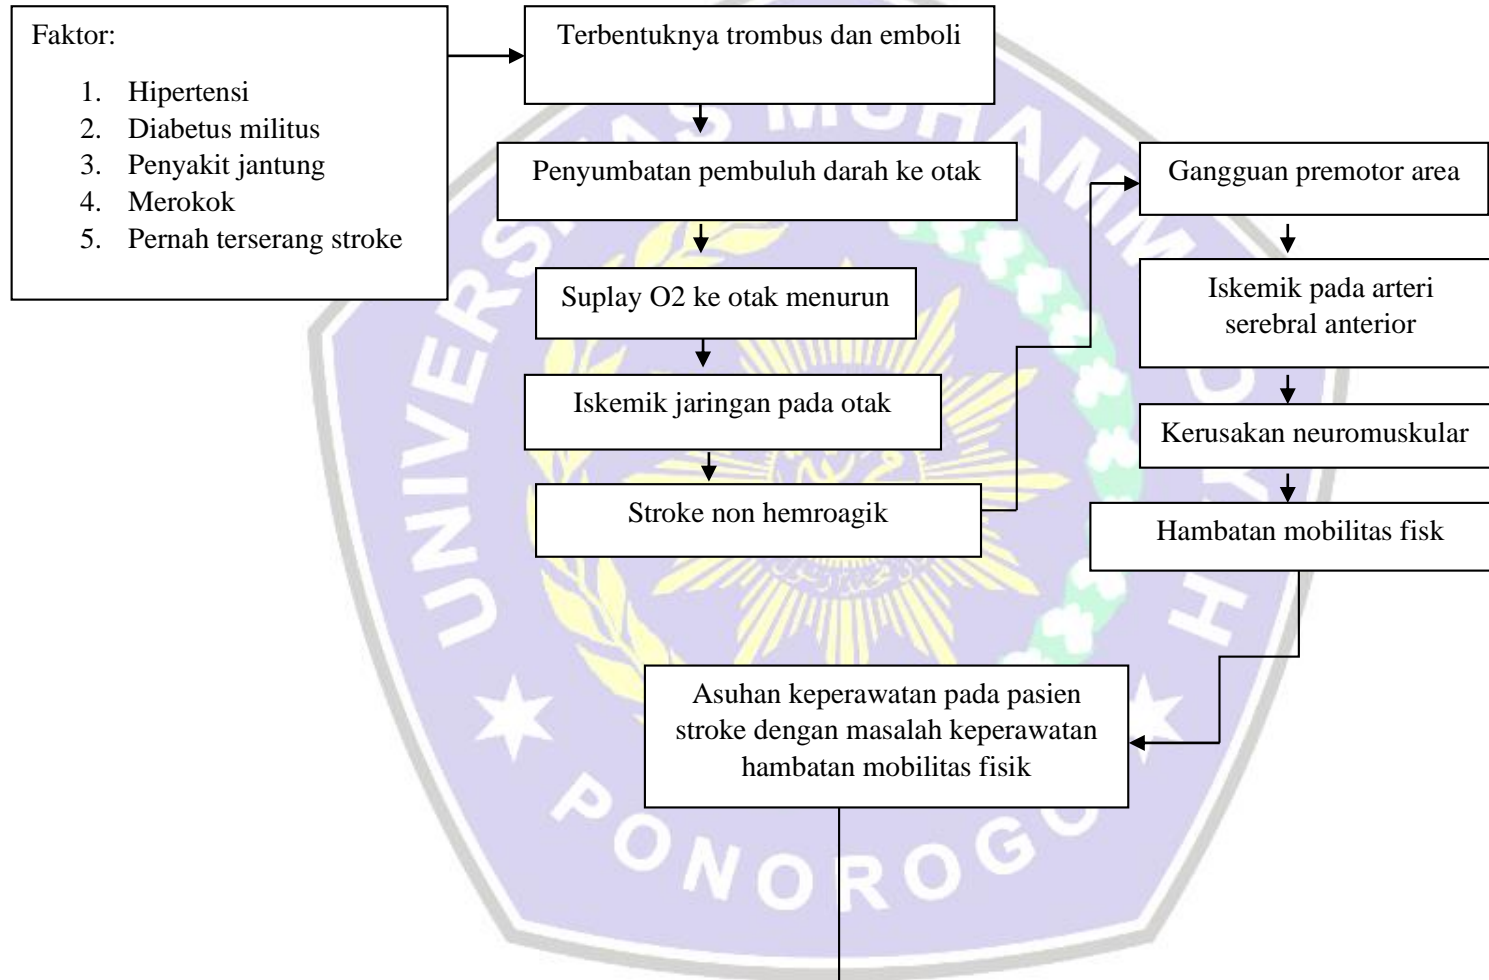 Faktor:
1. Hipertensi
2. Diabetus militus
3. Penyakit jantung
4. Merokok
5. Pernah terserang stroke
Terbentuknya trombus dan emboli
Penyumbatan pembuluh darah ke otak
Suplay O2 ke otak menurun
Iskemik jaringan pada otak
Stroke non hemroagik
Gangguan premotor area
Iskemik pada arteri
serebral anterior
Kerusakan neuromuskular
Hambatan mobilitas fisk
Asuhan keperawatan pada pasien
stroke dengan masalah keperawatan
hambatan mobilitas fisik
PONOROGO